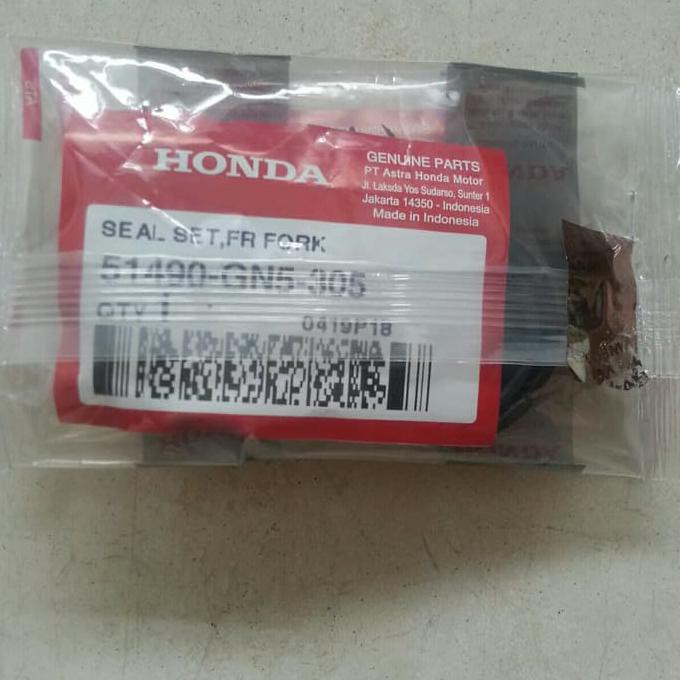 HONDA
GENUINE PARTS
PT Astra Honda Motor
Jl. Laksda Yos Sudarso, Sunter 1
Jakarta 14350 - Indonesia
Made in Indonesia
SEAL SET,FR FORK
51490-GN5-305
QTY 1
0419P18